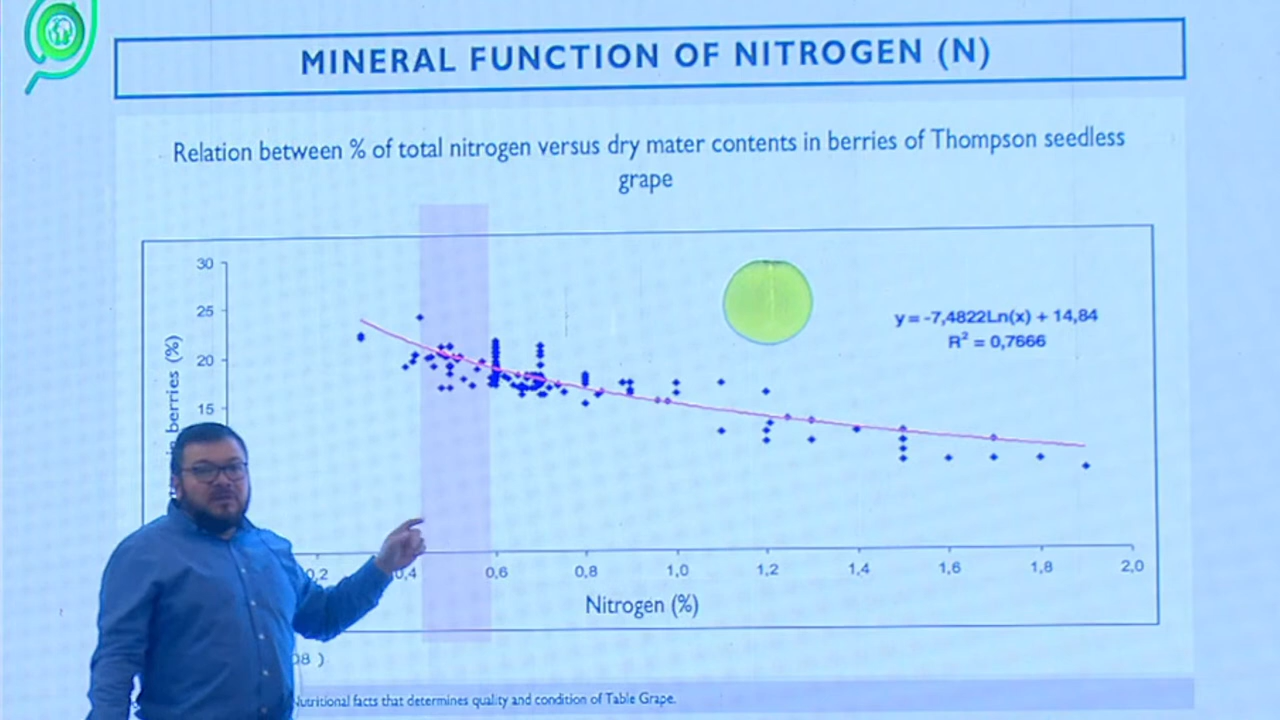 MINERAL FUNCTION OF NITROGEN (N)
Relation between % of total nitrogen versus dry mater contents in berries of Thompson seedless
grape
30
25
20
15
berries (%)
y = -7,4822Ln(x) + 14,84
R² = 0,7666
0,2 0,4 0,6 0,8 1,0 1,2 1,4 1,6 1,8 2,0
Nitrogen (%)
08 )
Nutritional facts that determines quality and condition of Table Grape.